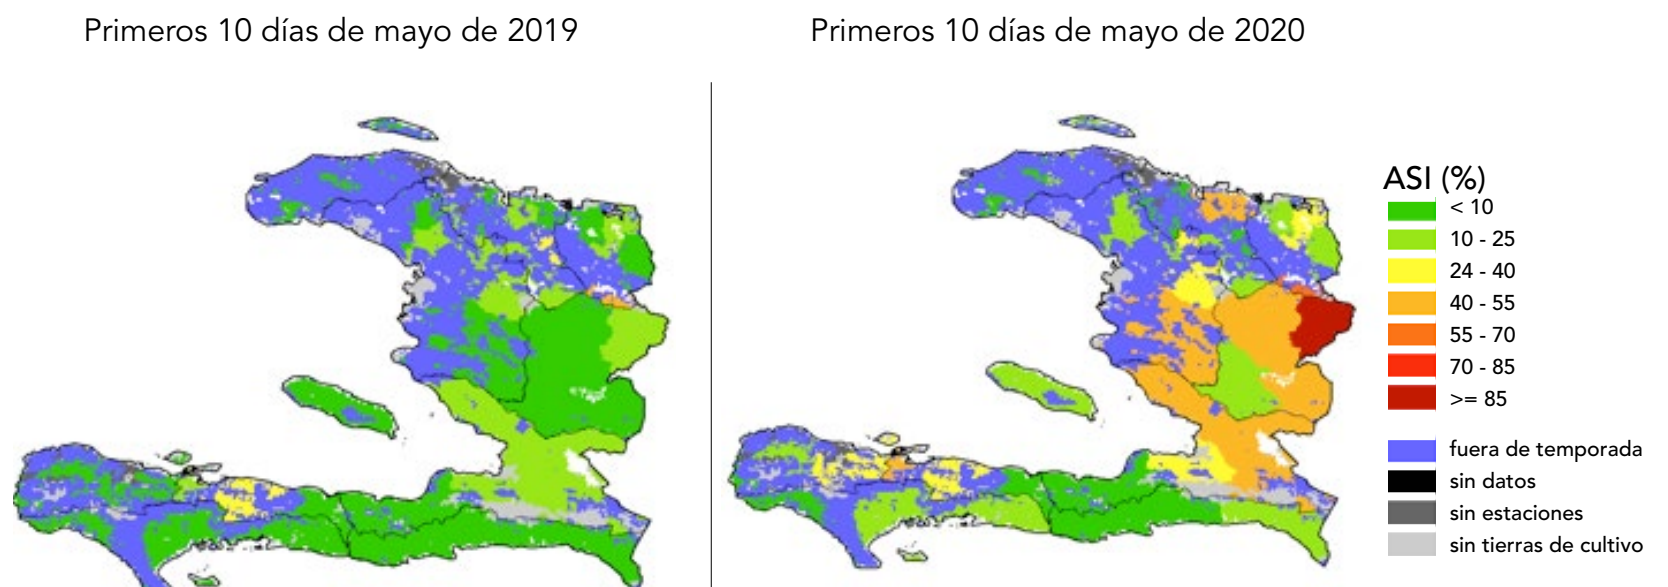 Primeros 10 días de mayo de 2019
Primeros 10 días de mayo de 2020
ASI (%)
< 10
10 - 25
24 - 40
40 - 55
55 - 70
70 - 85
>= 85
fuera de temporada
sin datos
sin estaciones
sin tierras de cultivo